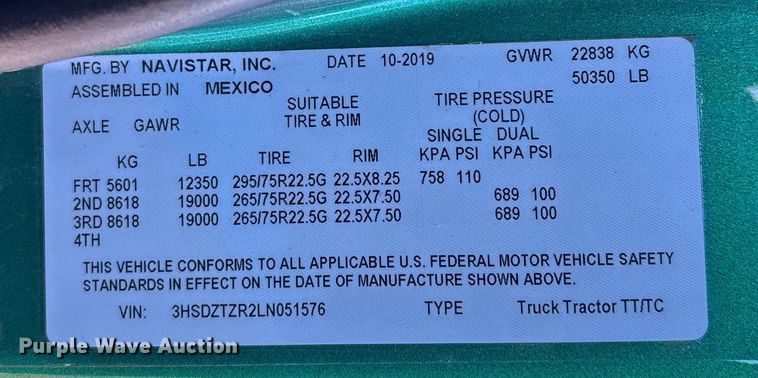 MFG. BY NAVISTAR, INC. DATE 10-2019 GVWR 22838 KG
50350 LB
ASSEMBLED IN MEXICO
SUITABLE TIRE PRESSURE
AXLE GAWR TIRE & RIM (COLD)
SINGLE DUAL
KG LB TIRE RIM KPA PSI KPA PSI
FRT 5601 12350 295/75R22.5G 22.5X8.25 758 110
2ND 8618 19000 265/75R22.5G 22.5X7.50 689 100
3RD 8618 19000 265/75R22.5G 22.5X7.50 689 100
4TH
THIS VEHICLE CONFORMS TO ALL APPLICABLE U.S. FEDERAL MOTOR VEHICLE SAFETY
STANDARDS IN EFFECT ON THE DATE OF MANUFACTURE SHOWN ABOVE.
VIN: 3HSDZTZR2LN051576 TYPE Truck Tractor TT/TC
Purple Wave Auction